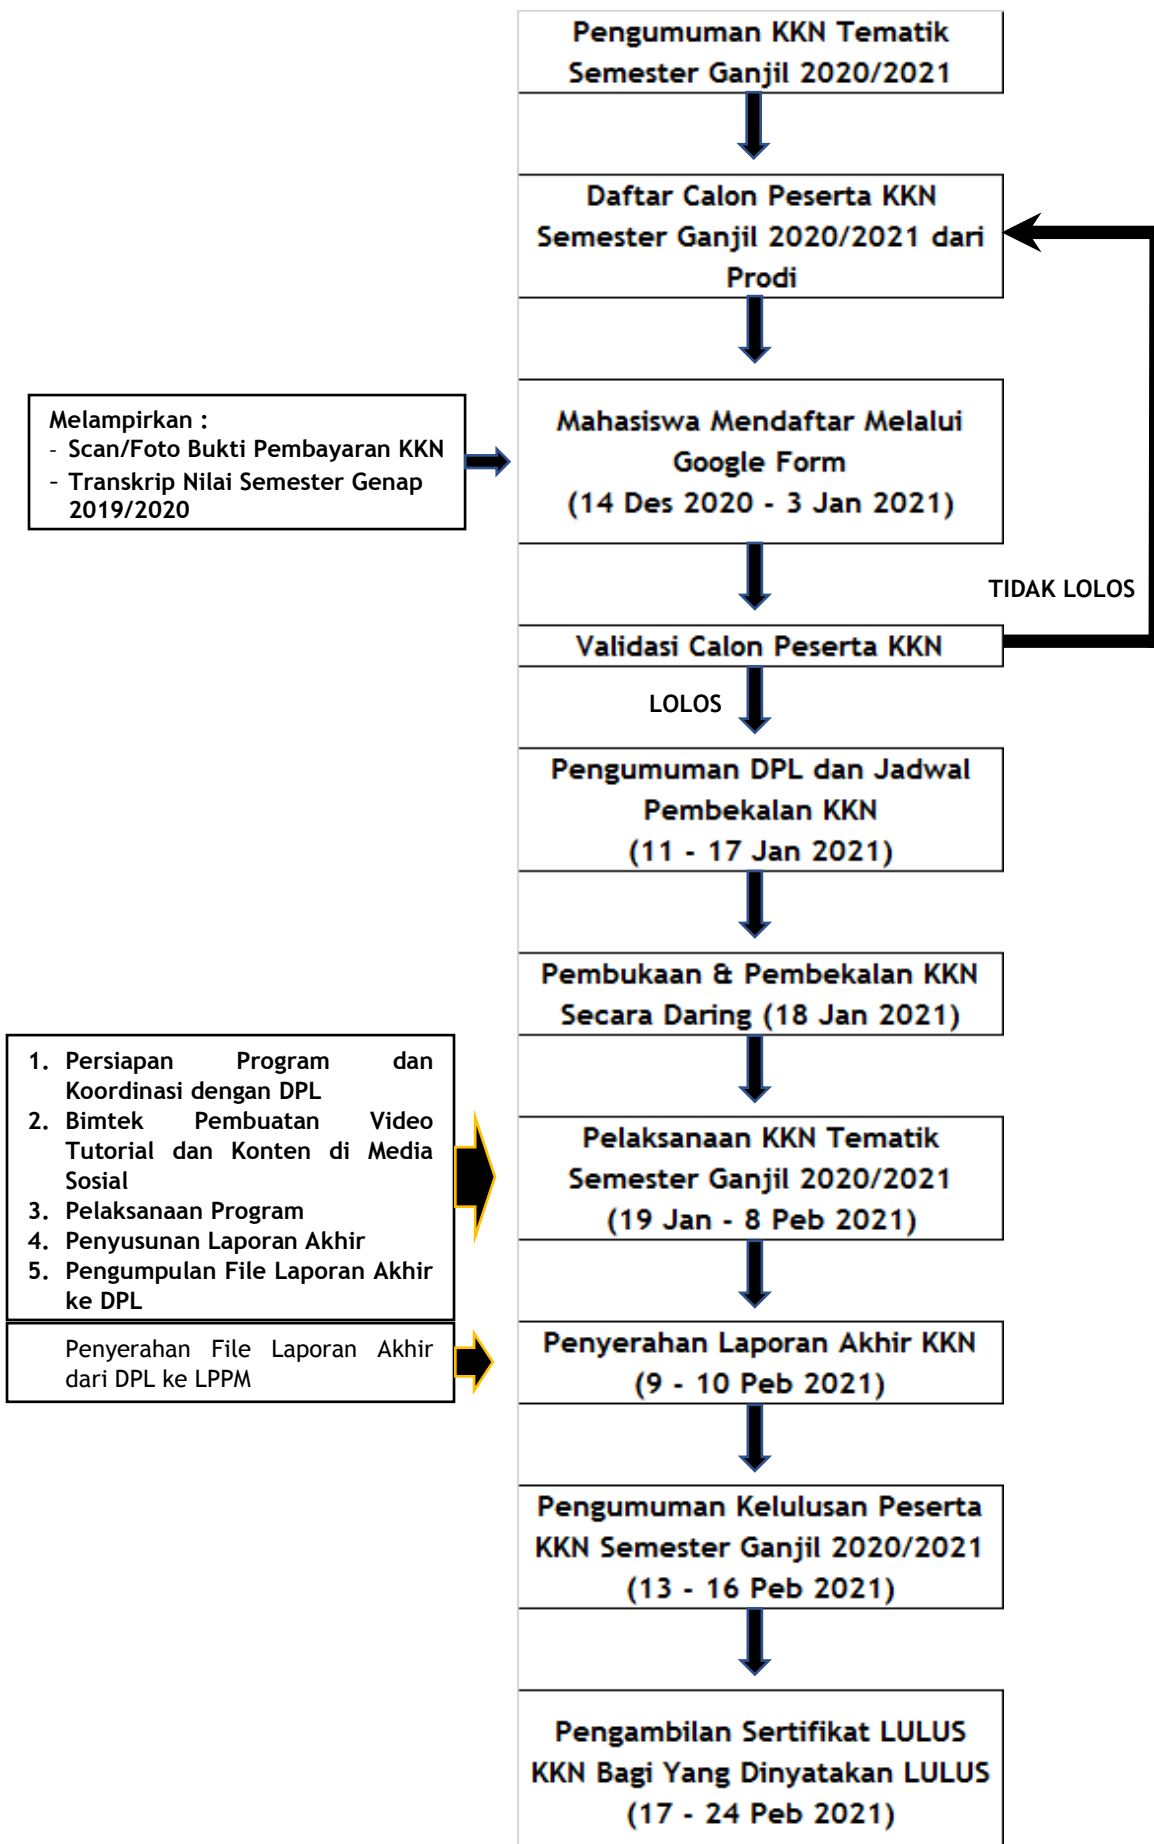 Pengumuman KKN Tematik
Semester Ganjil 2020/2021
Daftar Calon Peserta KKN
Semester Ganjil 2020/2021 dari
Prodi
Melampirkan :
- Scan/Foto Bukti Pembayaran KKN
- Transkrip Nilai Semester Genap
2019/2020
Mahasiswa Mendaftar Melalui
Google Form
(14 Des 2020 - 3 Jan 2021)
TIDAK LOLOS
Validasi Calon Peserta KKN
LOLOS
Pengumuman DPL dan Jadwal
Pembekalan KKN
(11 - 17 Jan 2021)
Pembukaan & Pembekalan KKN
Secara Daring (18 Jan 2021)
1. Persiapan Program dan
Koordinasi dengan DPL
2. Bimtek Pembuatan Video
Tutorial dan Konten di Media
Sosial
3. Pelaksanaan Program
4. Penyusunan Laporan Akhir
5. Pengumpulan File Laporan Akhir
ke DPL
Pelaksanaan KKN Tematik
Semester Ganjil 2020/2021
(19 Jan - 8 Peb 2021)
Penyerahan File Laporan Akhir
dari DPL ke LPPM
Penyerahan Laporan Akhir KKN
(9 - 10 Peb 2021)
Pengumuman Kelulusan Peserta
KKN Semester Ganjil 2020/2021
(13 - 16 Peb 2021)
Pengambilan Sertifikat LULUS
KKN Bagi Yang Dinyatakan LULUS
(17 - 24 Peb 2021)